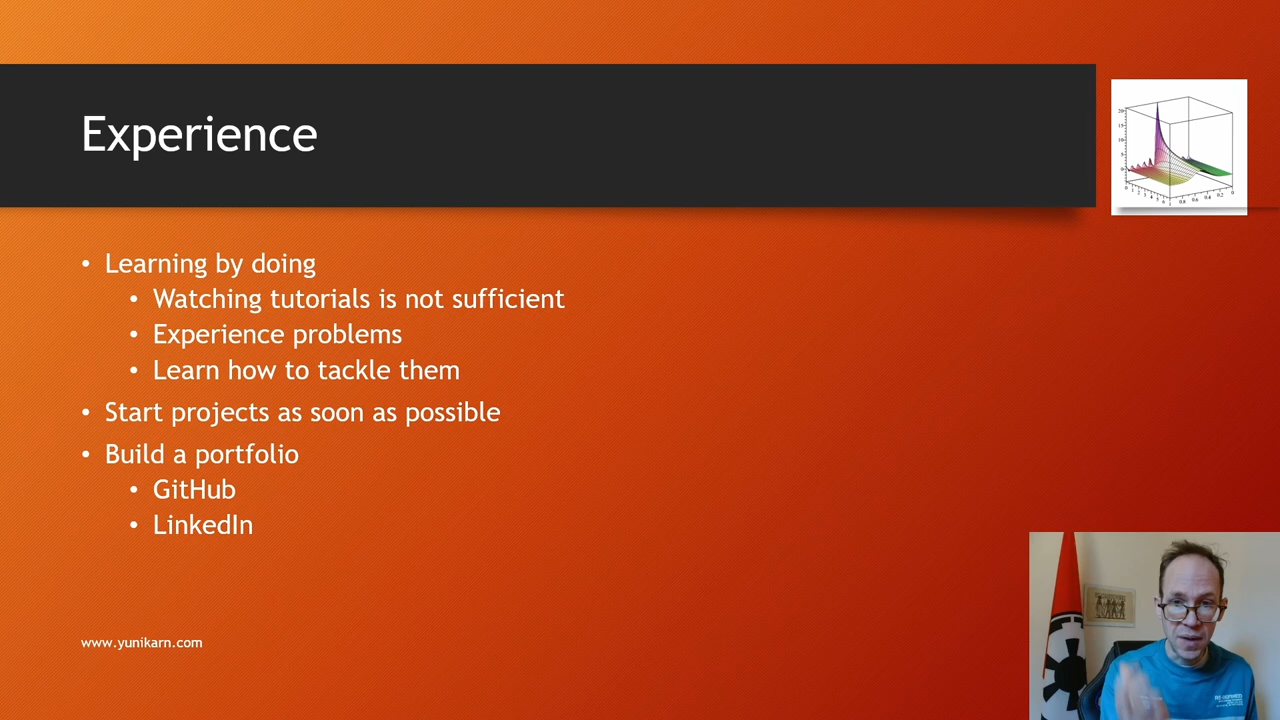 Experience
• Learning by doing
• Watching tutorials is not sufficient
• Experience problems
• Learn how to tackle them
• Start projects as soon as possible
• Build a portfolio
• GitHub
• LinkedIn
www.yunikarn.com